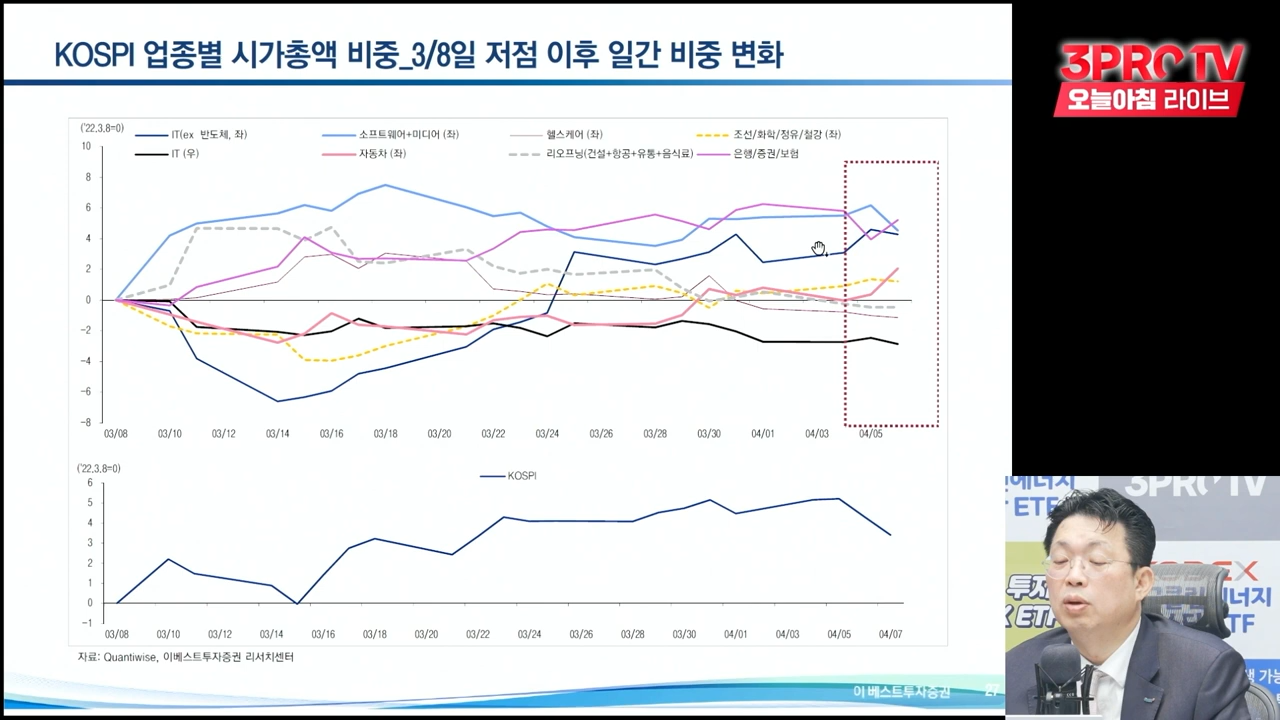 KOSPI 업종별 시가총액 비중_3/8일 저점 이후 일간 비중 변화
3PRO TV
오늘아침 라이브
('22.3.8=0)
IT(ex 반도체, 좌)
소프트웨어+미디어 (좌)
헬스케어 (좌)
조선/화학/정유/철강 (좌)
IT (우)
자동차 (좌)
리오프닝(건설+항공+유통+음식료)
은행/증권/보험
10
8
6
4
2
0
-2
-4
-6
-8
03/08 03/10 03/12 03/14 03/16 03/18 03/20 03/22 03/24 03/26 03/28 03/30 04/01 04/03 04/05
('22.3.8=0)
KOSPI
6
5
4
3
2
1
0
-1
03/08 03/10 03/12 03/14 03/16 03/18 03/20 03/22 03/24 03/26 03/28 03/30 04/01 04/03 04/05 04/07
자료: Quantiwise, 이베스트투자증권 리서치센터
이베스트투자증권 27
3PRO TV
ETF